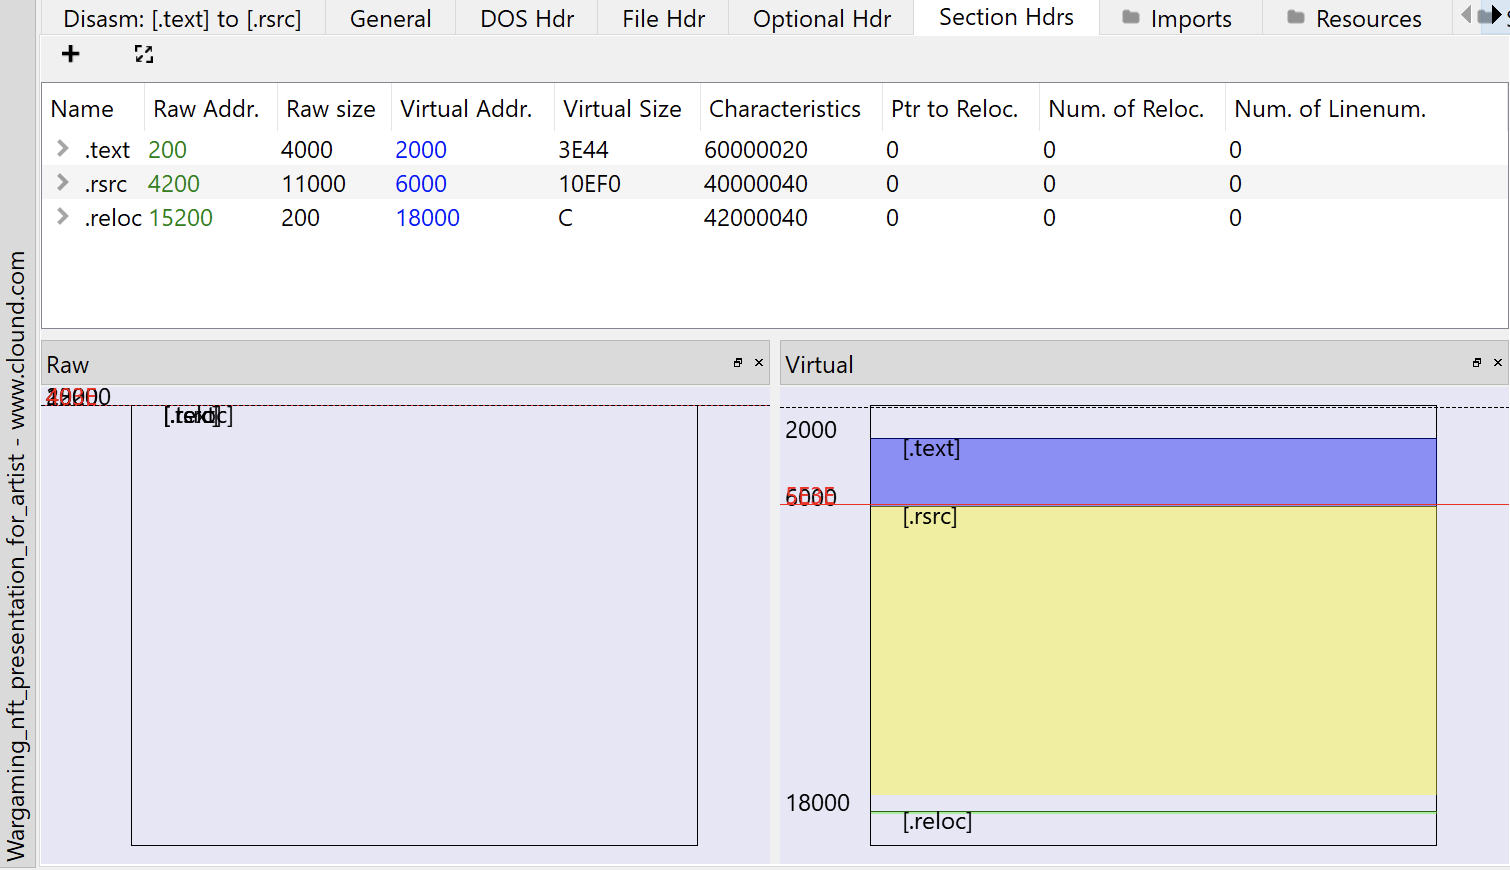 Disasm: [.text] to [.rsrc] General DOS Hdr File Hdr Optional Hdr Section Hdrs Imports Resources
Name Raw Addr. Raw size Virtual Addr. Virtual Size Characteristics Ptr to Reloc. Num. of Reloc. Num. of Linenum.
.text 200 4000 2000 3E44 60000020 0 0 0
.rsrc 4200 11000 6000 10EF0 40000040 0 0 0
.reloc 15200 200 18000 C 42000040 0 0 0
Wargaming_nft_presentation_for_artist - www.clound.com
Raw
Virtual
2000
[.text]
6000
[.rsrc]
18000
[.reloc]